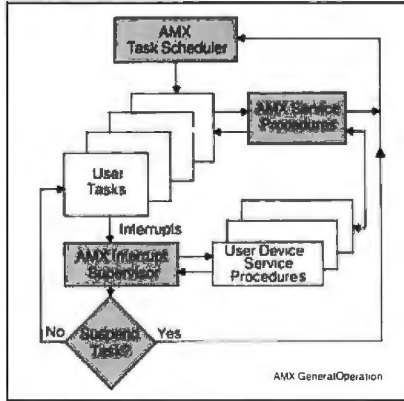 AMX
Task Scheduler
AMX Service
Procedures
User
Tasks
Interrupts
AMX Interrupt
Supervisor
User Device
Service
Procedures
No
Suspend
Task?
Yes
AMX GeneralOperation